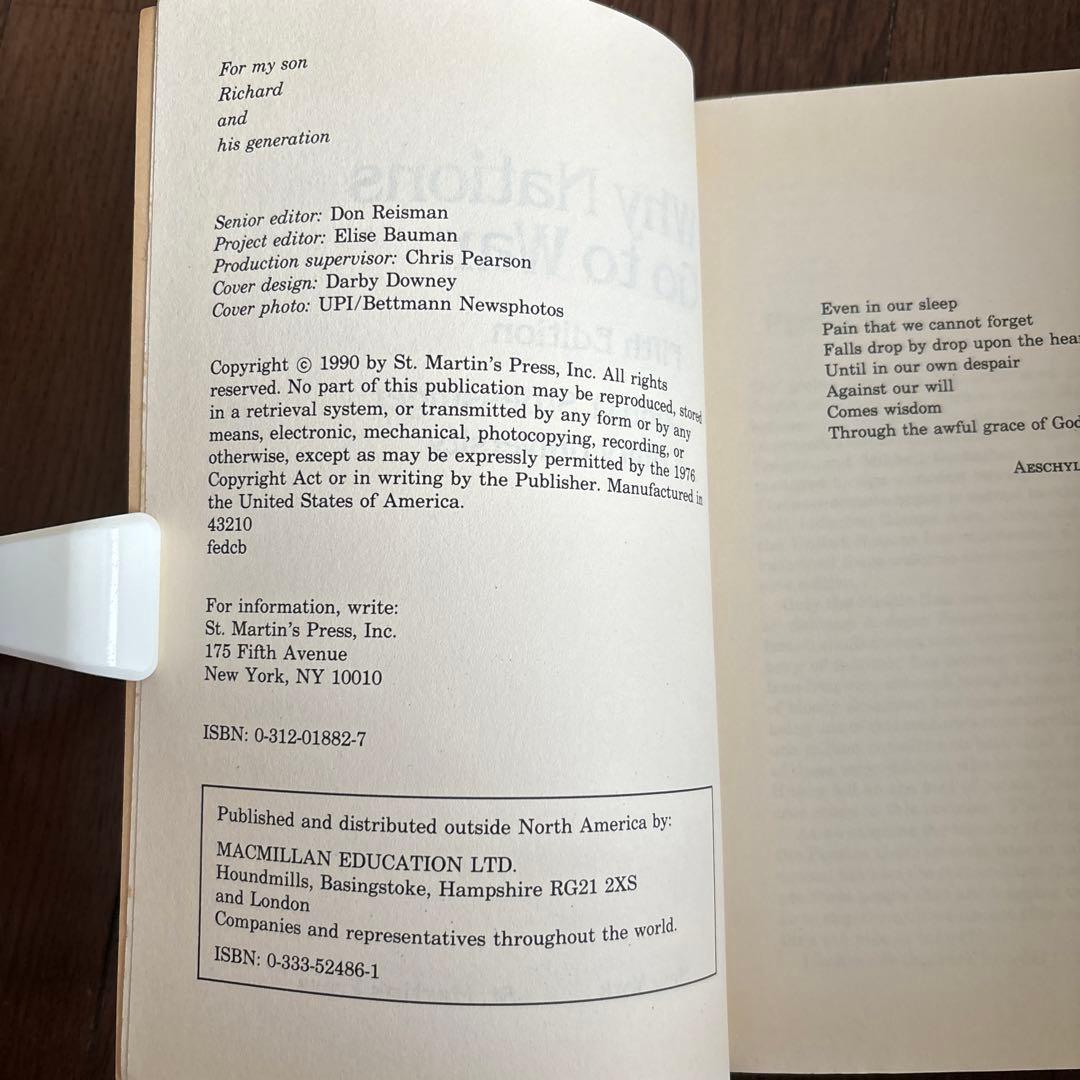 For my son
Richard
and
his generation
Senior editor: Don Reisman
Project editor: Elise Bauman
Production supervisor: Chris Pearson
Cover design: Darby Downey
Cover photo: UPI/Bettmann Newsphotos
Copyright © 1990 by St. Martin's Press, Inc. All rights
reserved. No part of this publication may be reproduced, stored
in a retrieval system, or transmitted by any form or by any
means, electronic, mechanical, photocopying, recording, or
otherwise, except as may be expressly permitted by the 1976
Copyright Act or in writing by the Publisher. Manufactured in
the United States of America.
43210
fedcb
For information, write:
St. Martin's Press, Inc.
175 Fifth Avenue
New York, NY 10010
ISBN: 0-312-01882-7
Published and distributed outside North America by:
MACMILLAN EDUCATION LTD.
Houndmills, Basingstoke, Hampshire RG21 2XS
and London
Companies and representatives throughout the world.
ISBN: 0-333-52486-1
Even in our sleep
Pain that we cannot forget
Falls drop by drop upon the hea
Until in our own despair
Against our will
Comes wisdom
Through the awful grace of God
AESCHYL